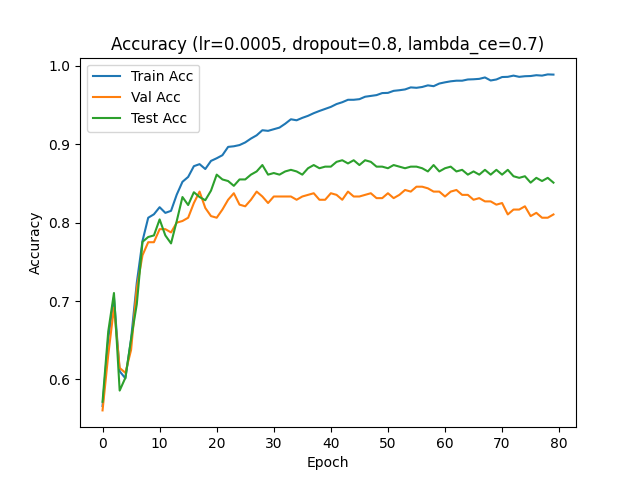 Accuracy (lr=0.0005, dropout=0.8, lambda_ce=0.7)
Train Acc
Val Acc
Test Acc
1.0
0.9
0.8
0.7
0.6
Accuracy
0 10 20 30 40 50 60 70 80
Epoch